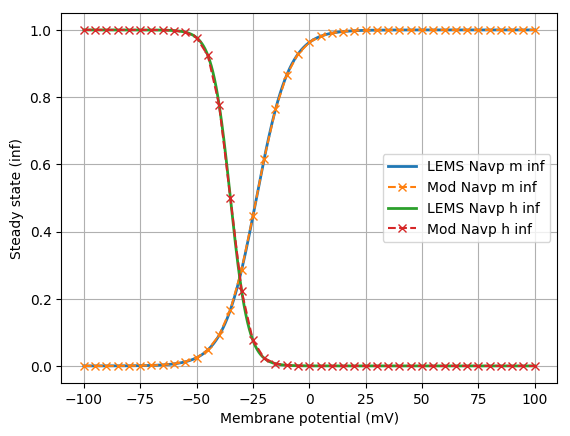 1.0
0.8
0.6
0.4
0.2
0.0
Steady state (inf)
LEMS Navp m inf
Mod Navp m inf
LEMS Navp h inf
Mod Navp h inf
−100 −75 −50 −25 0 25 50 75 100
Membrane potential (mV)